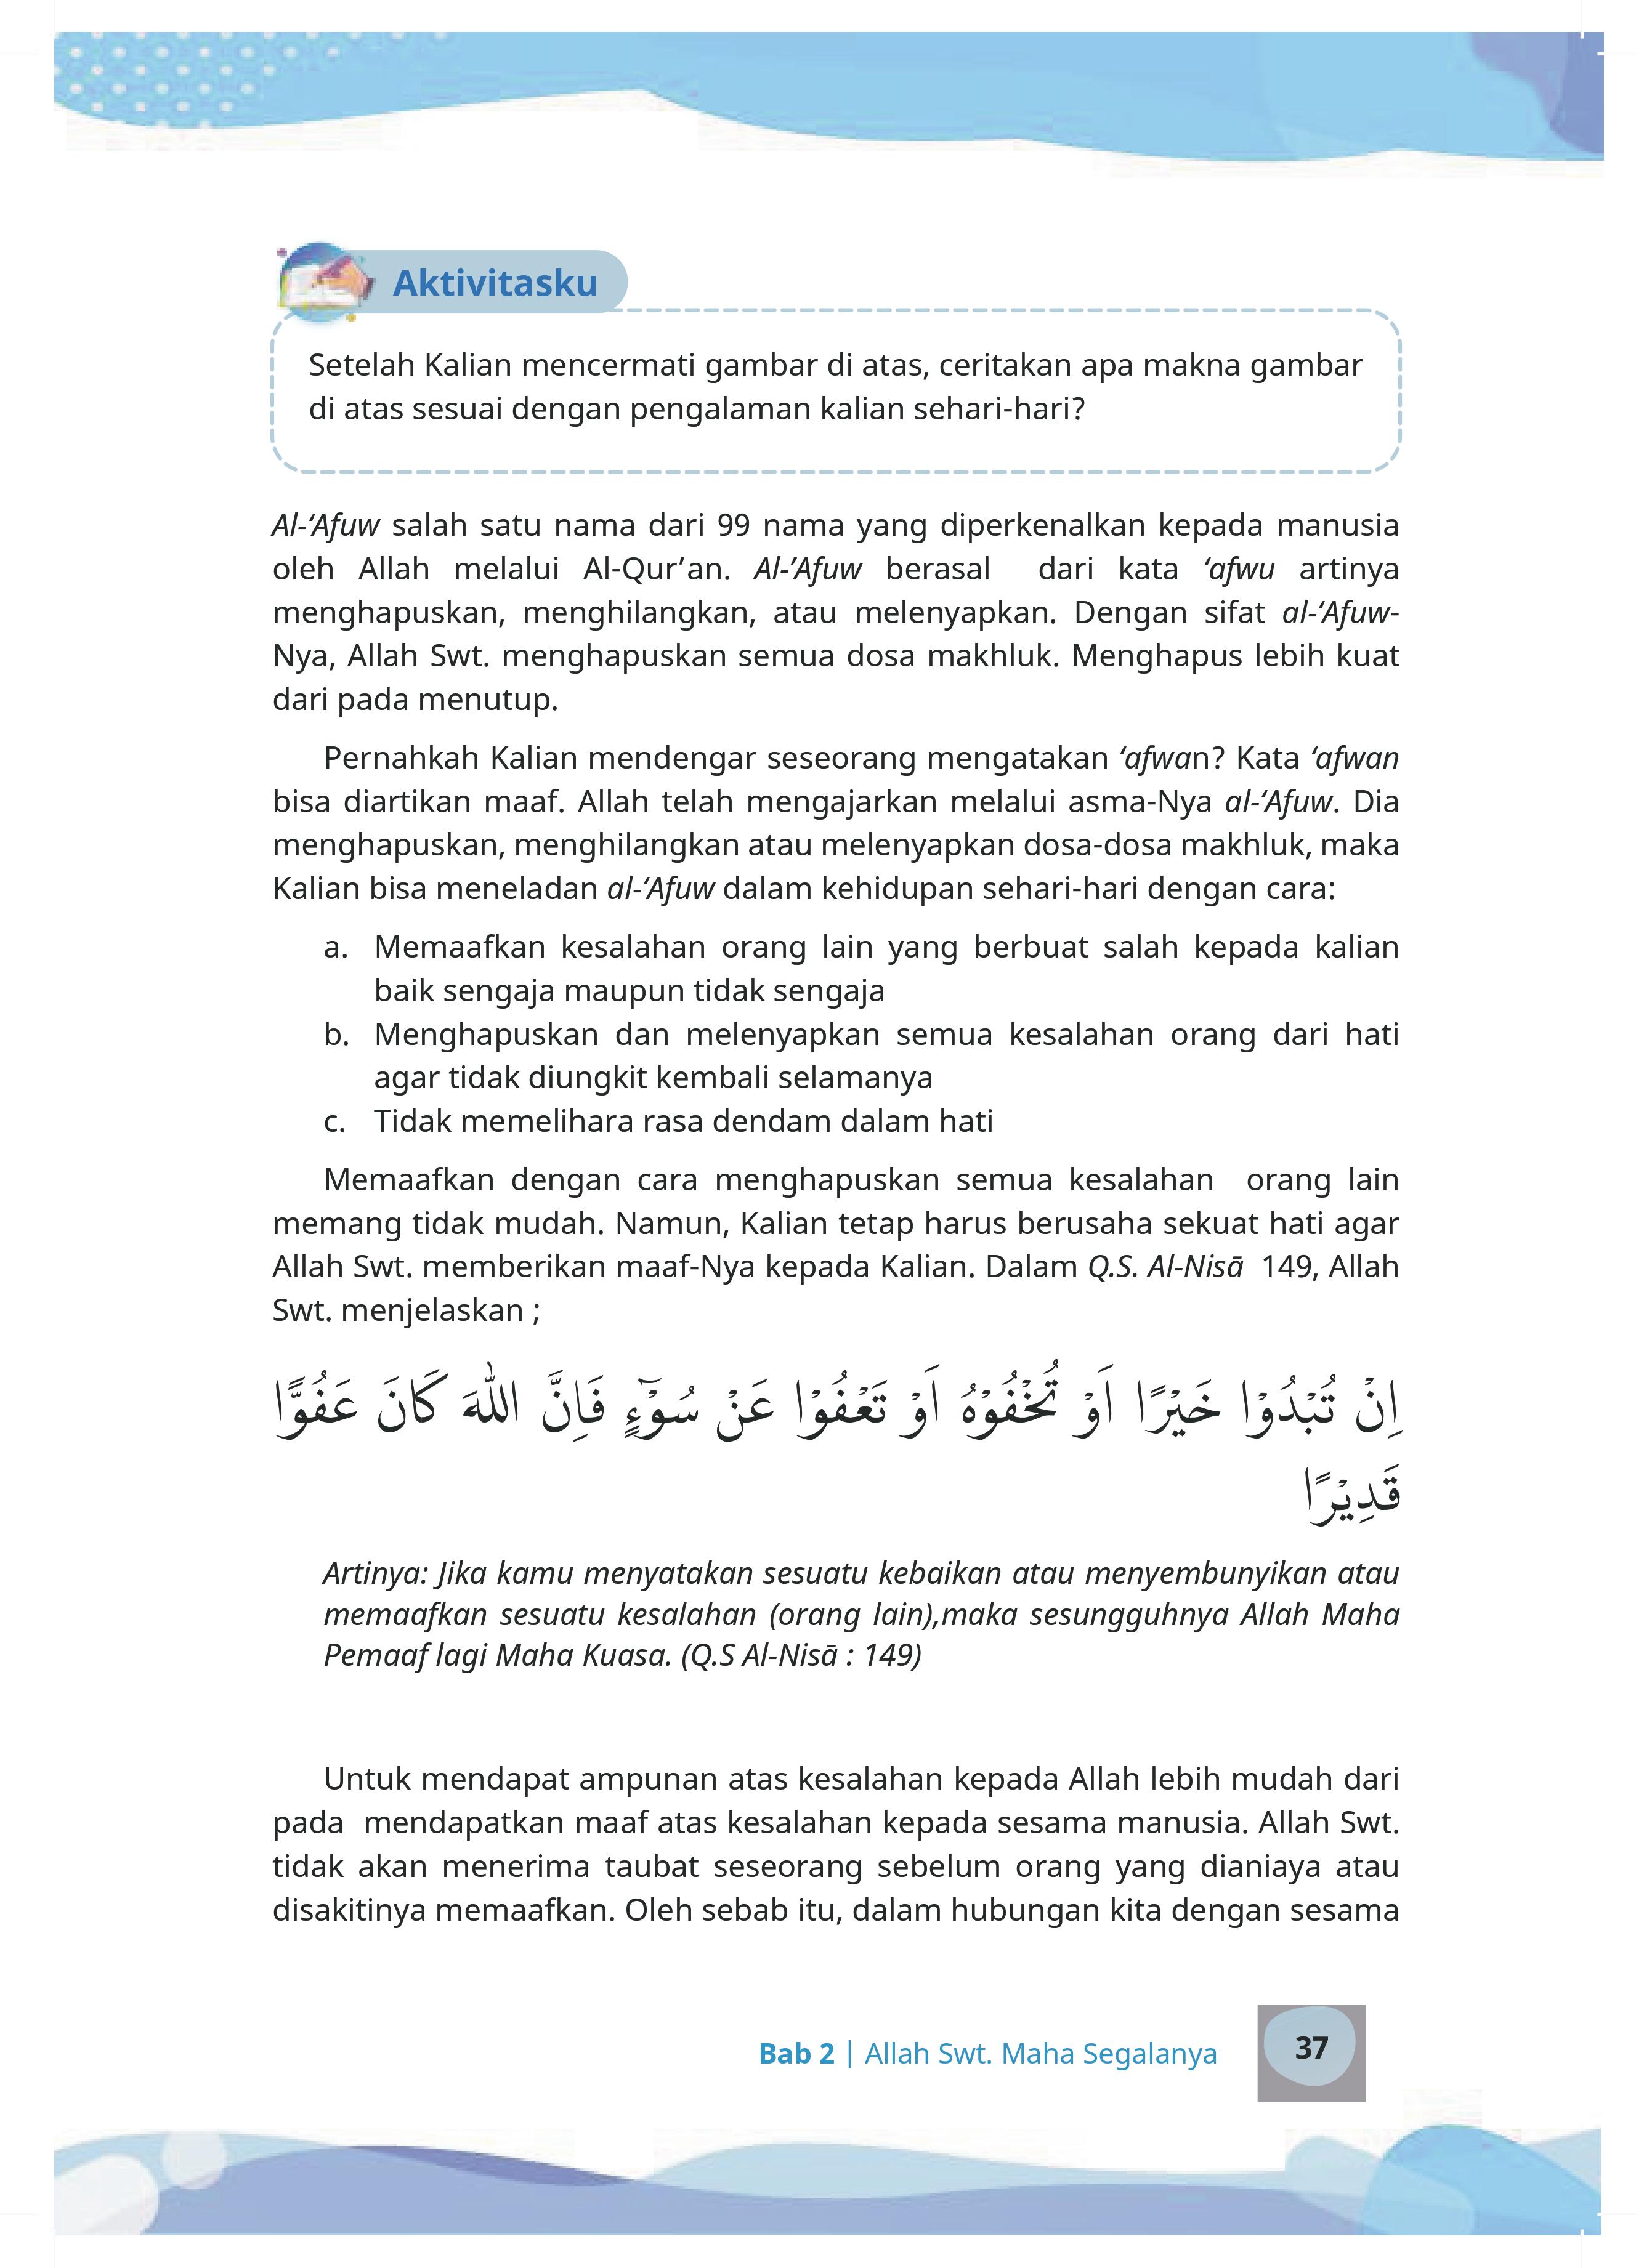 Aktivitasku
Setelah Kalian mencermati gambar di atas, ceritakan apa makna gambar
di atas sesuai dengan pengalaman kalian sehari-hari?
Al-‘Afuw salah satu nama dari 99 nama yang diperkenalkan kepada manusia
oleh Allah melalui Al-Qur’an. Al-’Afuw berasal dari kata ‘afwu artinya
menghapuskan, menghilangkan, atau melenyapkan. Dengan sifat al-‘Afuw-
Nya, Allah Swt. menghapuskan semua dosa makhluk. Menghapus lebih kuat
dari pada menutup.
Pernahkah Kalian mendengar seseorang mengatakan ‘afwan? Kata ‘afwan
bisa diartikan maaf. Allah telah mengajarkan melalui asma-Nya al-‘Afuw. Dia
menghapuskan, menghilangkan atau melenyapkan dosa-dosa makhluk, maka
Kalian bisa meneladan al-‘Afuw dalam kehidupan sehari-hari dengan cara:
a. Memaafkan kesalahan orang lain yang berbuat salah kepada kalian
baik sengaja maupun tidak sengaja
b. Menghapuskan dan melenyapkan semua kesalahan orang dari hati
agar tidak diungkit kembali selamanya
c. Tidak memelihara rasa dendam dalam hati
Memaafkan dengan cara menghapuskan semua kesalahan orang lain
memang tidak mudah. Namun, Kalian tetap harus berusaha sekuat hati agar
Allah Swt. memberikan maaf-Nya kepada Kalian. Dalam Q.S. Al-Nisā 149, Allah
Swt. menjelaskan ;
اِنْ تُبْدُوْا خَيْرًا اَوْ تُخْفُوْهُ اَوْ تَعْفُوْا عَنْ سُوْۤءٍ فَاِنَّ اللّٰهَ كَانَ عَفُوًّا
قَدِيْرًا
Artinya: Jika kamu menyatakan sesuatu kebaikan atau menyembunyikan atau
memaafkan sesuatu kesalahan (orang lain),maka sesungguhnya Allah Maha
Pemaaf lagi Maha Kuasa. (Q.S Al-Nisā : 149)
Untuk mendapat ampunan atas kesalahan kepada Allah lebih mudah dari
pada mendapatkan maaf atas kesalahan kepada sesama manusia. Allah Swt.
tidak akan menerima taubat seseorang sebelum orang yang dianiaya atau
disakitinya memaafkan. Oleh sebab itu, dalam hubungan kita dengan sesama
Bab 2 | Allah Swt. Maha Segalanya
37